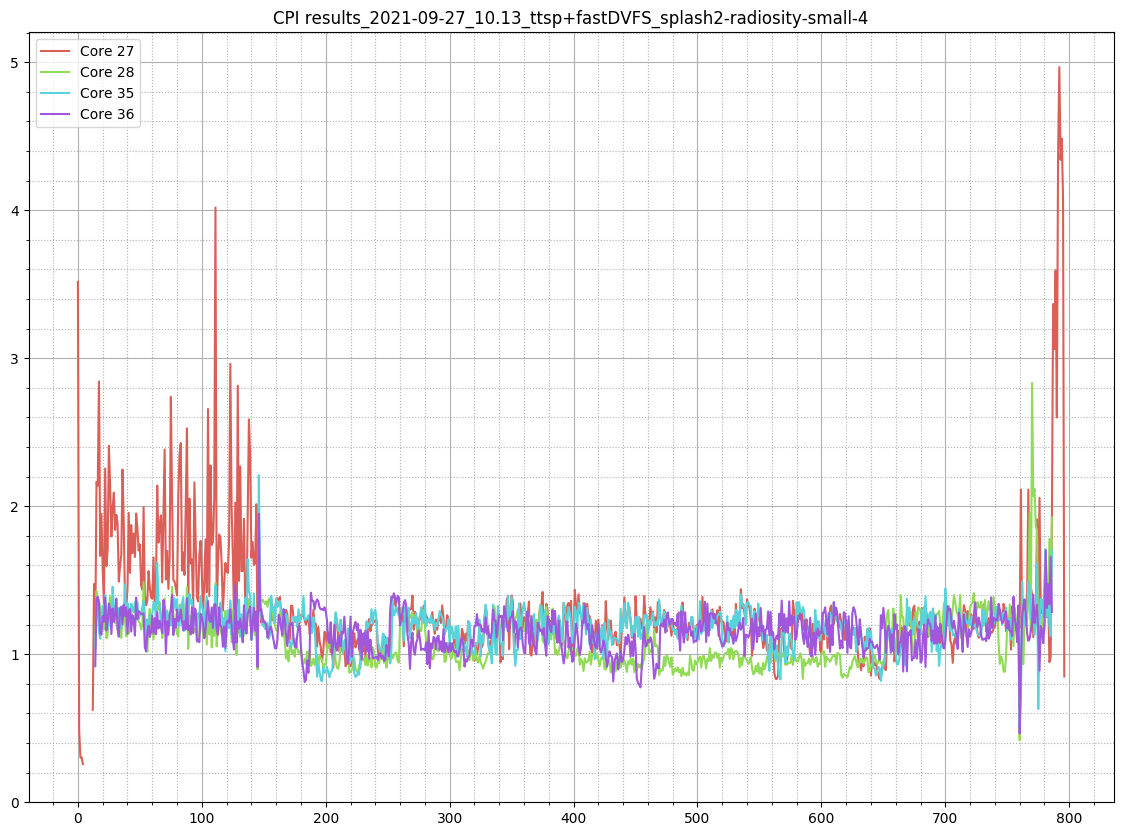 CPI results_2021-09-27_10.13_ttsp+fastDVFS_splash2-radiosity-small-4
Core 27
Core 28
Core 35
Core 36
5
4
3
2
1
0
0 100 200 300 400 500 600 700 800